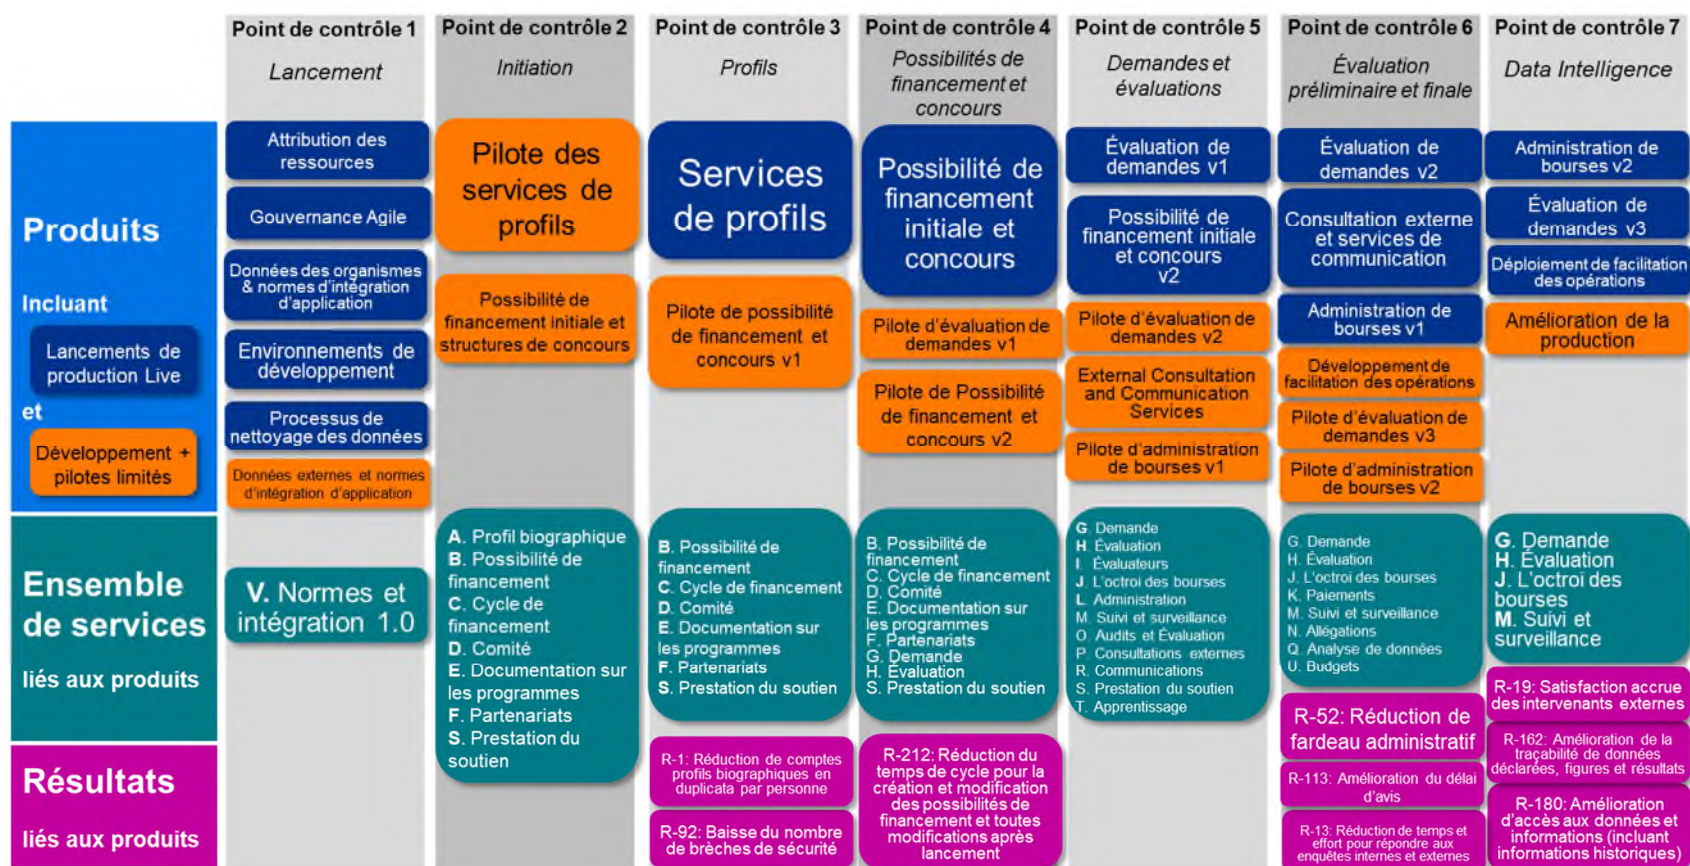 Point de contrôle 1
Lancement
Point de contrôle 2
Initiation
Point de contrôle 3
Profils
Point de contrôle 4
Possibilités de
financement et
concours
Point de contrôle 5
Demandes et
évaluations
Point de contrôle 6
Évaluation
préliminaire et finale
Point de contrôle 7
Data Intelligence
Produits
Incluant
Lancements de
production Live
et
Développement +
pilotes limités
Attribution des
ressources
Gouvernance Agile
Données des organismes
& normes d'intégration
d'application
Environnements de
développement
Processus de
nettoyage des données
Données externes et normes
d'intégration d'application
Pilote des
services de
profils
Possibilité de
financement initiale et
structures de concours
Services
de profils
Pilote de possibilité
de financement et
concours v1
Possibilité de
financement
initiale et
concours
Pilote d'évaluation de
demandes v1
Pilote de Possibilité
de financement et
concours v2
Évaluation de
demandes v1
Possibilité de
financement initiale
et concours
v2
Pilote d'évaluation de
demandes v2
External Consultation
and Communication
Services
Pilote d'administration
de bourses v1
Évaluation de
demandes v2
Consultation externe
et services de
communication
Administration de
bourses v1
Développement de
facilitation des opérations
Pilote d'évaluation de
demandes v3
Pilote d'administration
de bourses v2
Administration de
bourses v2
Évaluation de
demandes v3
Déploiement de facilitation
des opérations
Amélioration de la
production
Ensemble
de services
liés aux produits
V. Normes et
intégration 1.0
A. Profil biographique
B. Possibilité de
financement
C. Cycle de
financement
D. Comité
E. Documentation sur
les programmes
F. Partenariats
S. Prestation du
soutien
B. Possibilité de
financement
C. Cycle de financement
D. Comité
E. Documentation sur
les programmes
F. Partenariats
S. Prestation du soutien
B. Possibilité de
financement
C. Cycle de financement
D. Comité
E. Documentation sur
les programmes
F. Partenariats
G. Demande
H. Évaluation
S. Prestation du soutien
G. Demande
H. Évaluation
I. Évaluateurs
J. L'octroi des bourses
L. Administration
M. Suivi et surveillance
O. Audits et Évaluation
P. Consultations externes
R. Communications
S. Prestation du soutien
T. Apprentissage
G. Demande
H. Évaluation
J. L'octroi des bourses
K. Paiements
M. Suivi et surveillance
N. Allégations
Q. Analyse de données
U. Budgets
G. Demande
H. Évaluation
J. L'octroi des
bourses
M. Suivi et
surveillance
Résultats
liés aux produits
R-1: Réduction de comptes
profils biographiques en
duplicata par personne
R-92: Baisse du nombre
de brèches de sécurité
R-212: Réduction du
temps de cycle pour la
création et modification
des possibilités de
financement et toutes
modifications après
lancement
R-52: Réduction de
fardeau administratif
R-113: Amélioration du délai
d'avis
R-13: Réduction de temps et
effort pour répondre aux
enquêtes internes et externes
R-19: Satisfaction accrue
des intervenants externes
R-162: Amélioration de la
traçabilité de données
déclarées, figures et résultats
R-180: Amélioration
d'accès aux données et
informations (incluant
informations historiques)